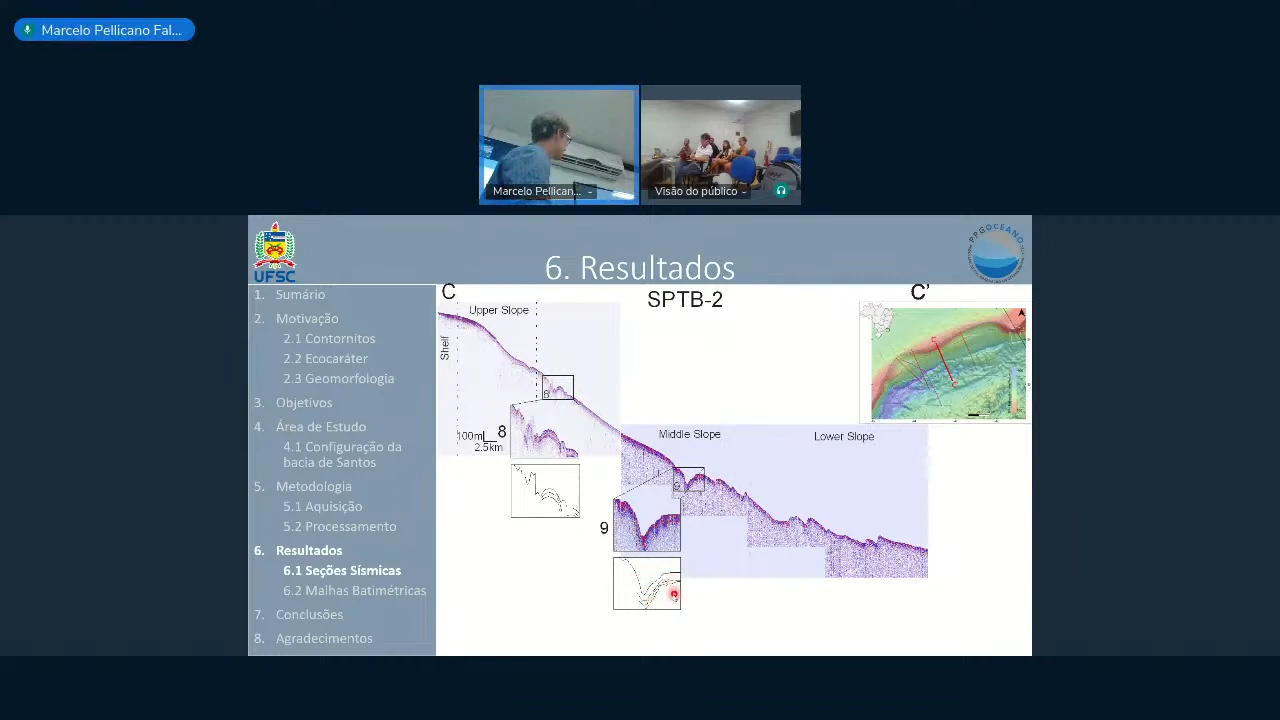 Marcelo Pellicano Fal...
Marcelo Pellican...
Visão do público
UFSC
6. Resultados
PPGOCEANO
1. Sumário
2. Motivação
2.1 Contornitos
2.2 Ecocaráter
2.3 Geomorfologia
3. Objetivos
4. Área de Estudo
4.1 Configuração da
bacia de Santos
5. Metodologia
5.1 Aquisição
5.2 Processamento
6. Resultados
6.1 Seções Sísmicas
6.2 Malhas Batimétricas
7. Conclusões
8. Agradecimentos
C
SPTB-2
C'
Upper Slope
Shelf
8
100m
2.5km
8
Middle Slope
Lower Slope
9
9